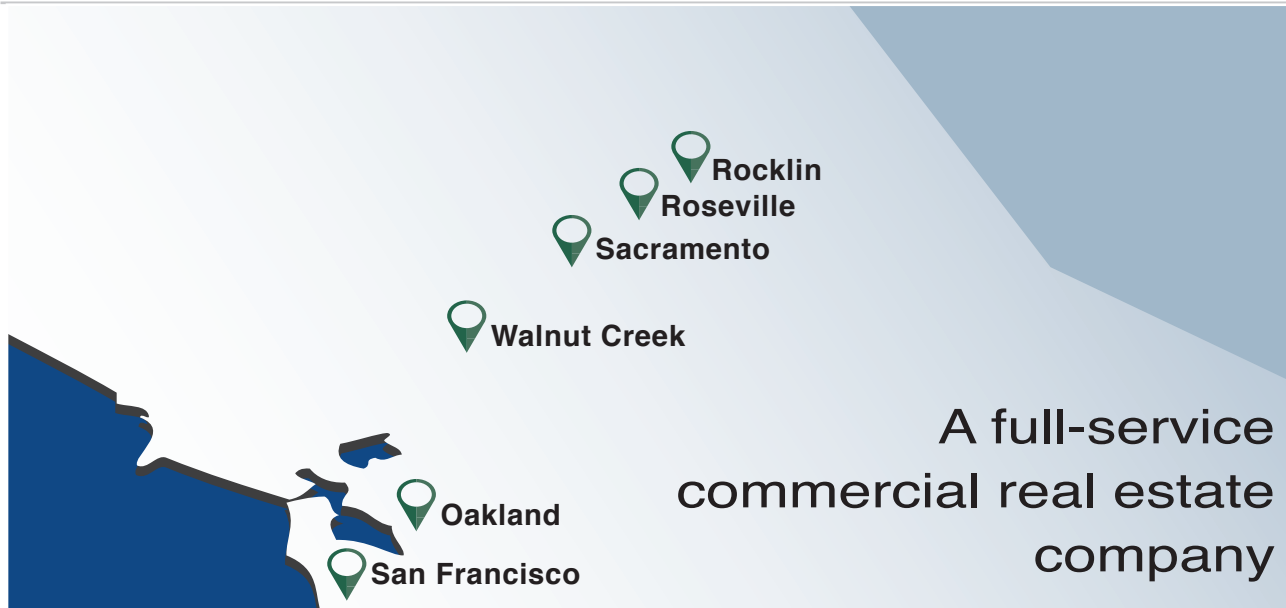 Rocklin
Roseville
Sacramento
Walnut Creek
A full-service
commercial real estate
company
Oakland
San Francisco